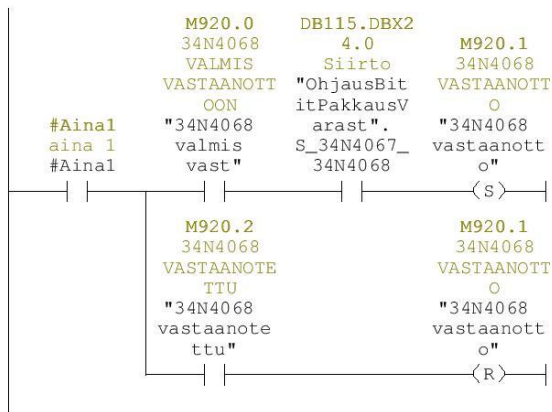 M920.0 DB115.DBX2
34N4068 4.0 M920.1
VALMIS Siirto 34N4068
VASTAANOTT "OhjausBit VASTAANOTT
OON itPakkausV O
#Aina1 "34N4068 arast". "34N4068
aina 1 valmis S_34N4067_ vastaanott
#Aina1 vast" 34N4068 o"
S
M920.2 M920.1
34N4068 34N4068
VASTAANOTE VASTAANOTT
TTU O
"34N4068 "34N4068
vastaanote vastaanott
ttu" o"
R